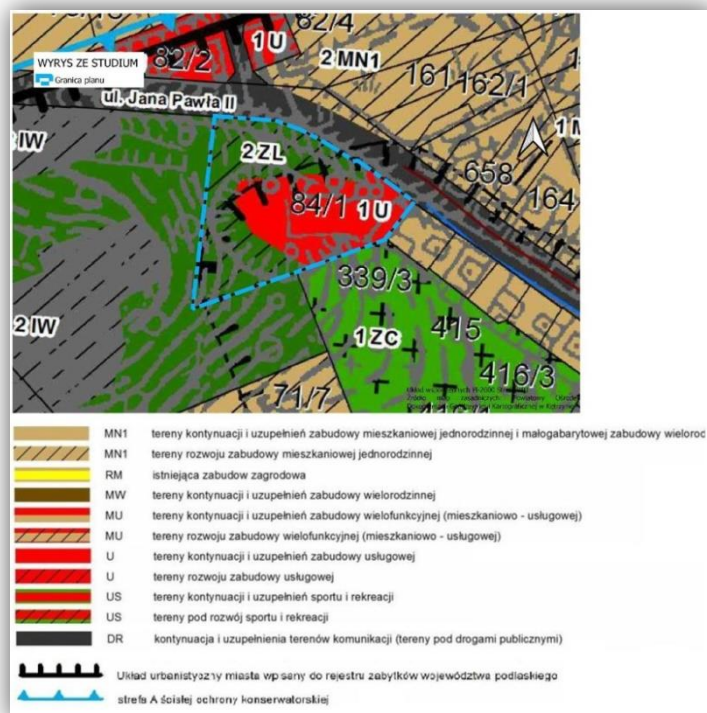 82/4
1 U
WYRYS ZE STUDIUM
82/2
2 MN1
Granica planu
161
162/1
ul. Jana Pawła II
IW
2 ZL
658
164
84/1
1 U
339/3
2 IW
415
1 ZC
416/3
71/7
MN1 tereny kontynuacji i uzupełnień zabudowy mieszkaniowej jednorodzinnej i małogabarytowej zabudowy wieloroc
MN1 tereny rozwoju zabudowy mieszkaniowej jednorodzinnej
RM istniejąca zabudow zagrodowa
MW tereny kontynuacji i uzupełnień zabudowy wielorodzinnej
MU tereny kontynuacji i uzupełnień zabudowy wielofunkcyjnej (mieszkaniowo - usługowej)
MU tereny rozwoju zabudowy wielofunkcyjnej (mieszkaniowo - usługowej)
U tereny kontynuacji i uzupełnień zabudowy usługowej
U tereny rozwoju zabudowy usługowej
US tereny kontynuacji i uzupełnień sportu i rekreacji
US tereny pod rozwój sportu i rekreacji
DR kontynuacja i uzupełnienia terenów komunikacji (tereny pod drogami publicznymi)
Układ urbanistyczny miasta wpisany do rejestru zabytków województwa podlaskiego
strefa A ścisłej ochrony konserwatorskiej